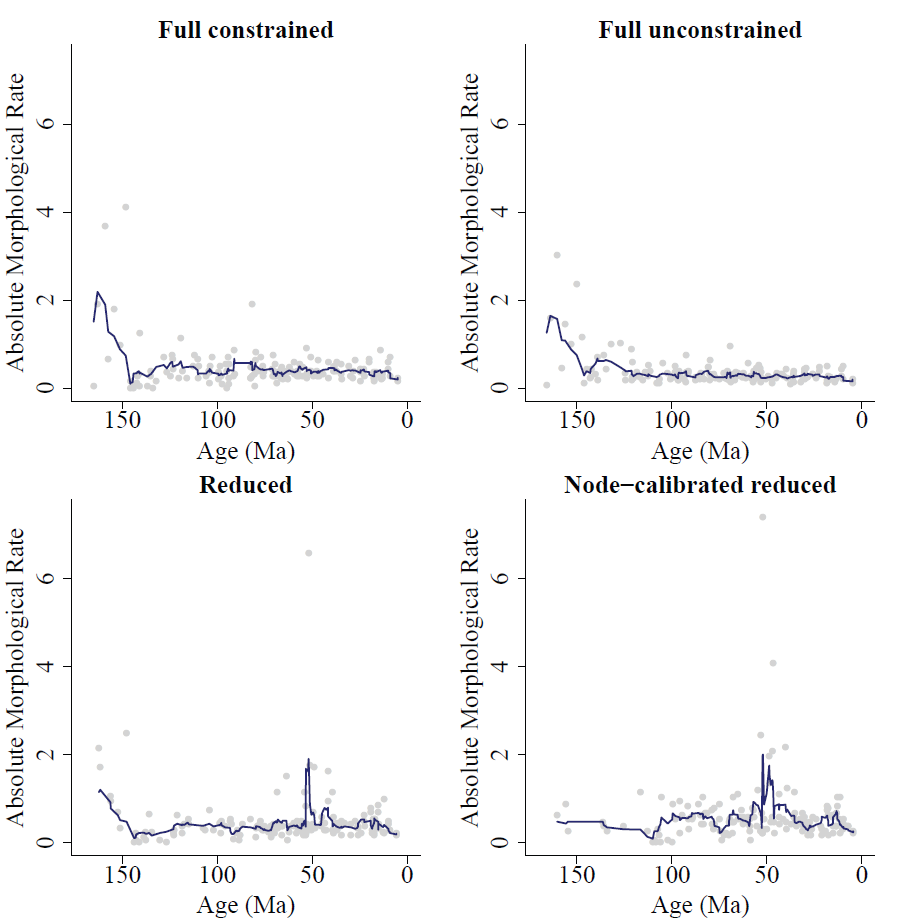 Full constrained
Absolute Morphological Rate
6
4
2
0
150
100
50
0
Age (Ma)
Full unconstrained
Absolute Morphological Rate
6
4
2
0
150
100
50
0
Age (Ma)
Reduced
Absolute Morphological Rate
6
4
2
0
150
100
50
0
Age (Ma)
Node−calibrated reduced
Absolute Morphological Rate
6
4
2
0
150
100
50
0
Age (Ma)